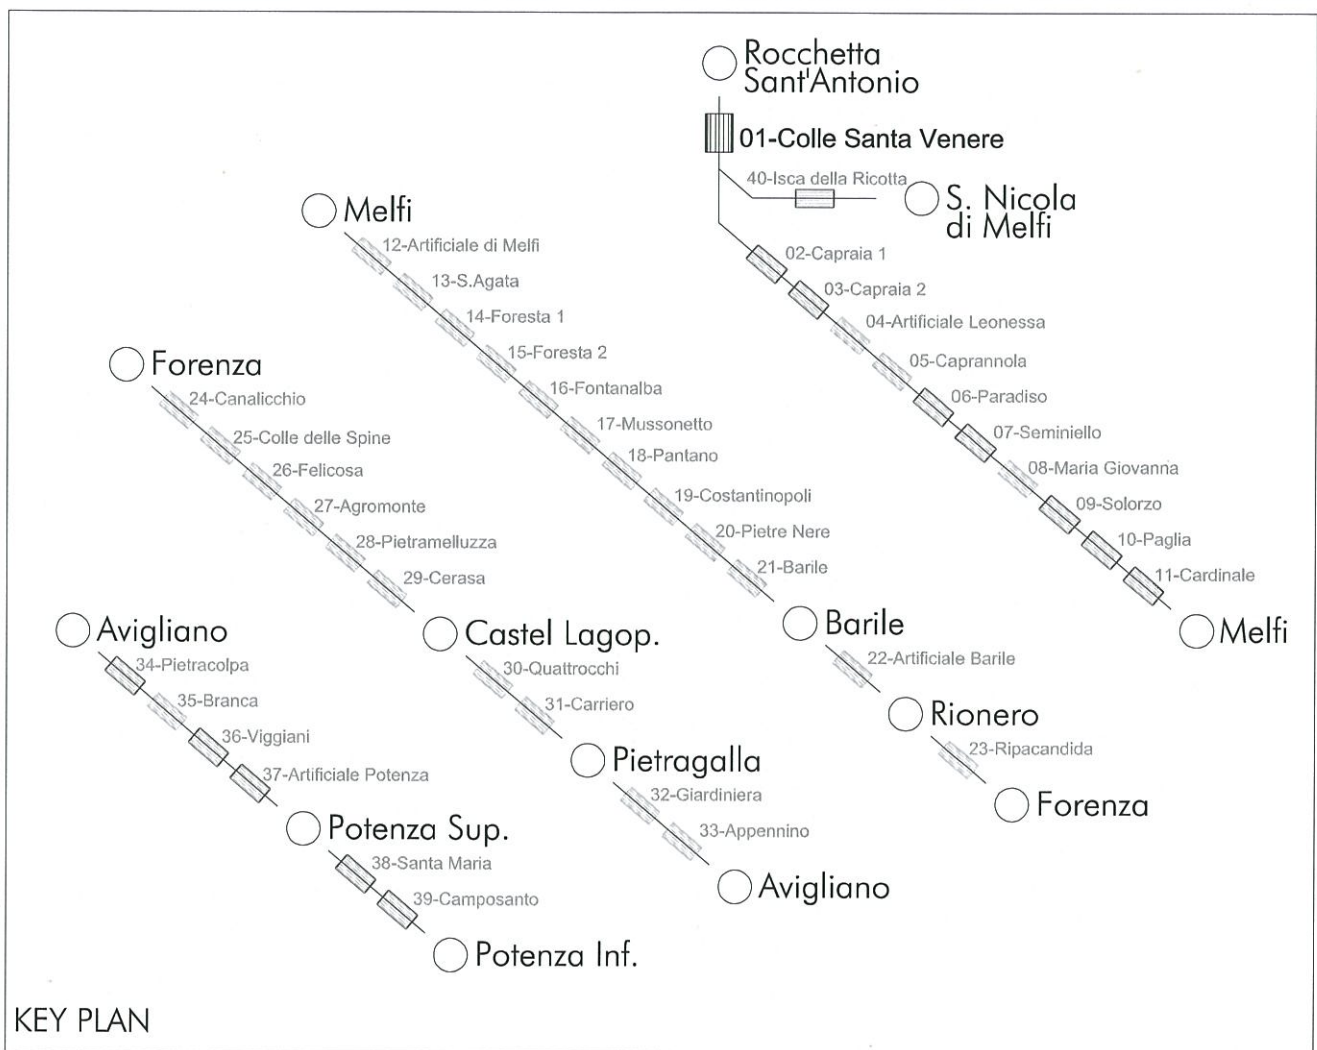 Rocchetta
Sant'Antonio
01-Colle Santa Venere
40-Isca della Ricotta
S. Nicola
di Melfi
02-Capraia 1
03-Capraia 2
04-Artificiale Leonessa
05-Caprannola
06-Paradiso
07-Seminiello
08-Maria Giovanna
09-Solorzo
10-Paglia
11-Cardinale
Melfi
Melfi
12-Artificiale di Melfi
13-S.Agata
14-Foresta 1
15-Foresta 2
16-Fontanalba
17-Mussonetto
18-Pantano
19-Costantinopoli
20-Pietre Nere
21-Barile
Barile
22-Artificiale Barile
Rionero
23-Ripacandida
Forenza
Forenza
24-Canalicchio
25-Colle delle Spine
26-Felicosa
27-Agromonte
28-Pietramelluzza
29-Cerasa
Castel Lagop.
30-Quattrocchi
31-Carriero
Pietragalla
32-Giardiniera
33-Appennino
Avigliano
Avigliano
34-Pietracolpa
35-Branca
36-Viggiani
37-Artificiale Potenza
Potenza Sup.
38-Santa Maria
39-Camposanto
Potenza Inf.
KEY PLAN